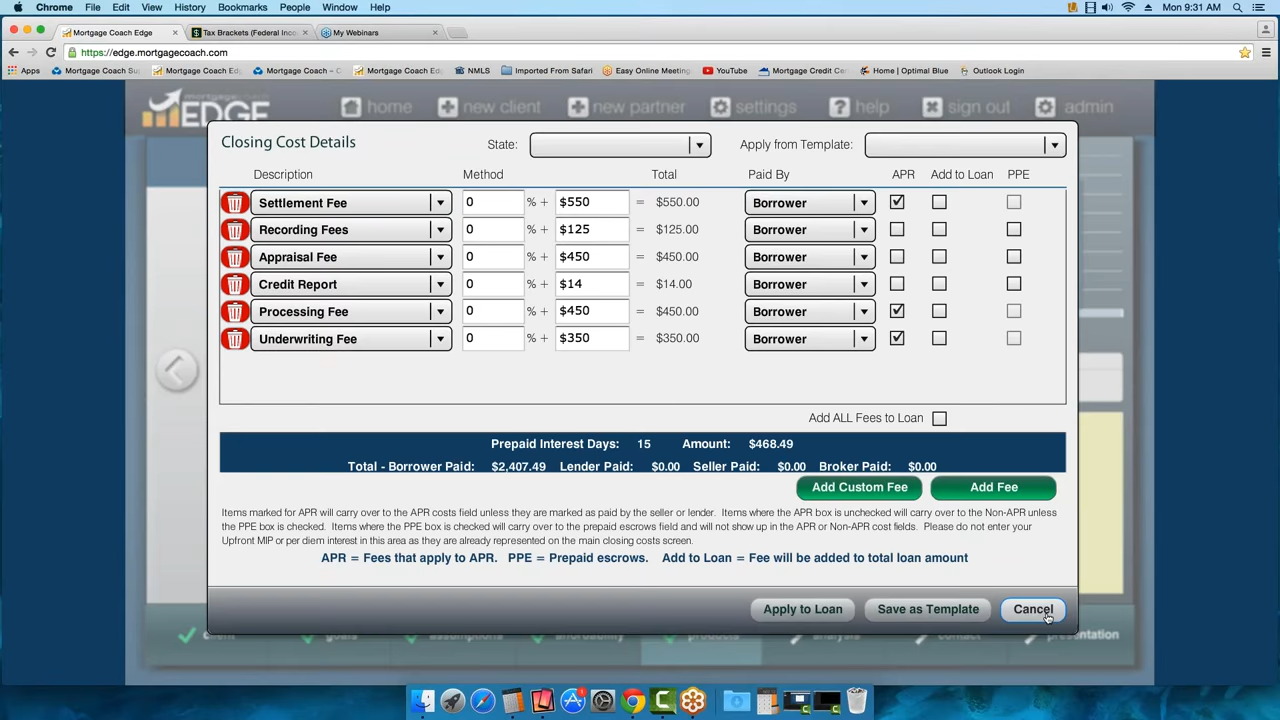 Chrome File Edit View History Bookmarks People Window Help Mon 9:31 AM
Mortgage Coach Edge × Tax Brackets (Federal Inco × My Webinars ×
https://edge.mortgagecoach.com
Apps Mortgage Coach Su Mortgage Coach Ed Mortgage Coach – C Mortgage Coach Ed NMLS Imported From Safari Easy Online Meeting YouTube Mortgage Credit Cer Home | Optimal Blue Outlook Login
mortgagecoach
EDGE home new client new partner settings help sign out admin
Closing Cost Details State: Apply from Template:
Description Method Total Paid By APR Add to Loan PPE
Settlement Fee 0 % + $550 = $550.00 Borrower
Recording Fees 0 % + $125 = $125.00 Borrower
Appraisal Fee 0 % + $450 = $450.00 Borrower
Credit Report 0 % + $14 = $14.00 Borrower
Processing Fee 0 % + $450 = $450.00 Borrower
Underwriting Fee 0 % + $350 = $350.00 Borrower
Add ALL Fees to Loan
Prepaid Interest Days: 15 Amount: $468.49
Total - Borrower Paid: $2,407.49 Lender Paid: $0.00 Seller Paid: $0.00 Broker Paid: $0.00
Add Custom Fee Add Fee
Items marked for APR will carry over to the APR costs field unless they are marked as paid by the seller or lender. Items where the APR box is unchecked will carry over to the Non-APR unless
the PPE box is checked. Items where the PPE box is checked will carry over to the prepaid escrows field and will not show up in the APR or Non-APR cost fields. Please do not enter your
Upfront MIP or per diem interest in this area as they are already represented on the main closing costs screen.
APR = Fees that apply to APR. PPE = Prepaid escrows. Add to Loan = Fee will be added to total loan amount
Apply to Loan Save as Template Cancel
client goals assumptions affordability products analysis contact presentation